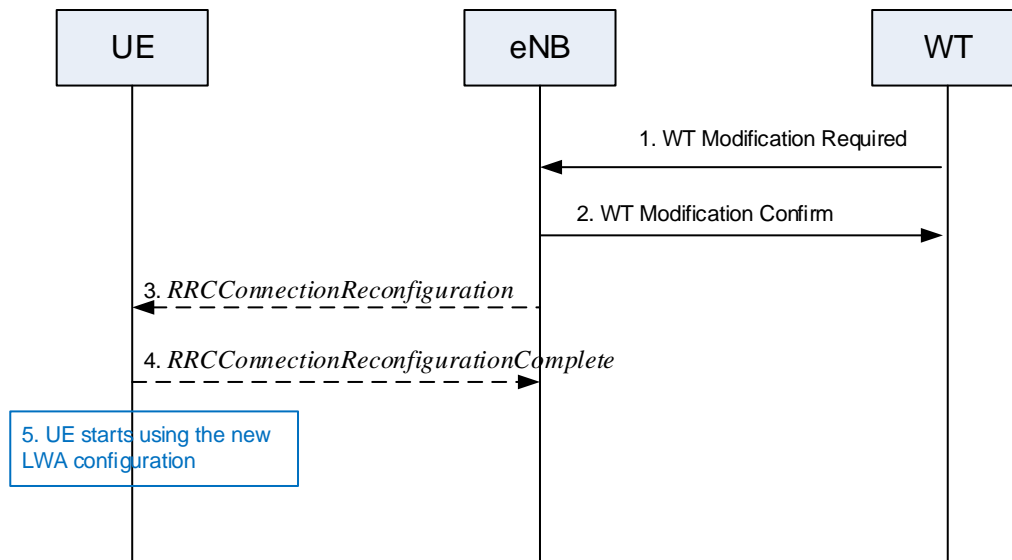 UE
eNB
WT
1. WT Modification Required
2. WT Modification Confirm
3. RRCConnectionReconfiguration
4. RRCConnectionReconfigurationComplete
5. UE starts using the new
LWA configuration